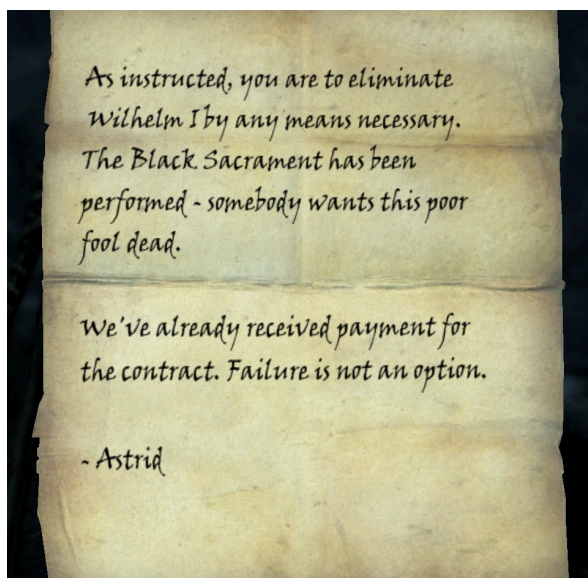 As instructed, you are to eliminate
Wilhelm I by any means necessary.
The Black Sacrament has been
performed - somebody wants this poor
fool dead.
We've already received payment for
the contract. Failure is not an option.
- Astrid